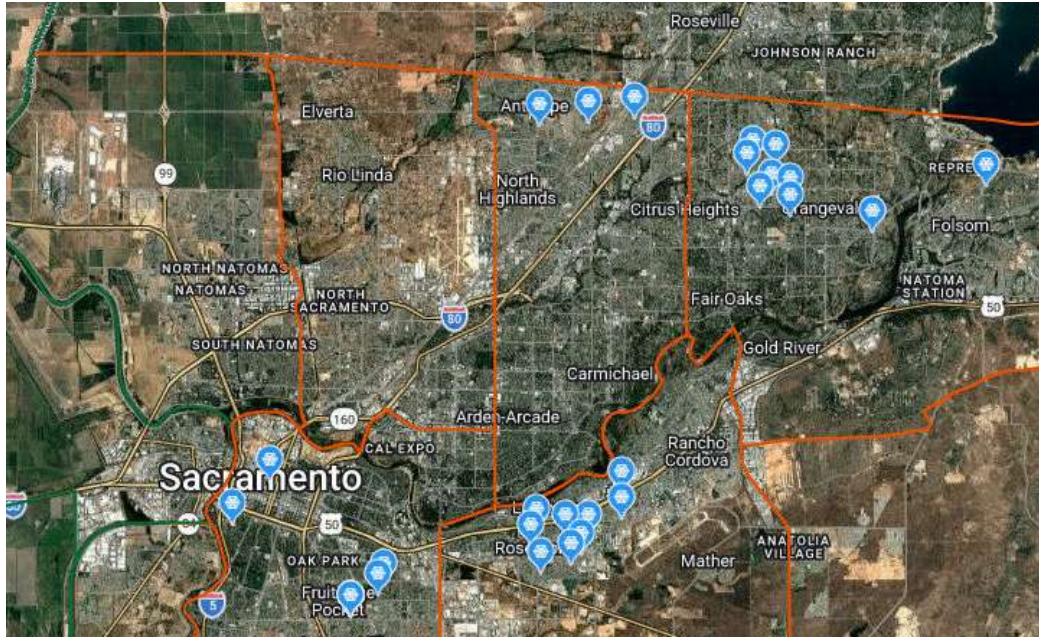 Roseville
JOHNSON RANCH
Elverta
80
99
Rio Linda
North
Highlands
Citrus Heights
Folsom
NORTH NATOMAS
NATOMAS
NORTH
SACRAMENTO
NATOMA
STATION
Fair Oaks
50
80
SOUTH NATOMAS
Gold River
Carmichael
160
Arden-Arcade
CAL EXPO
Rancho
Cordova
Sacramento
50
84
ANATOLIA
VILLAGE
OAK PARK
Mather
5
Pocket